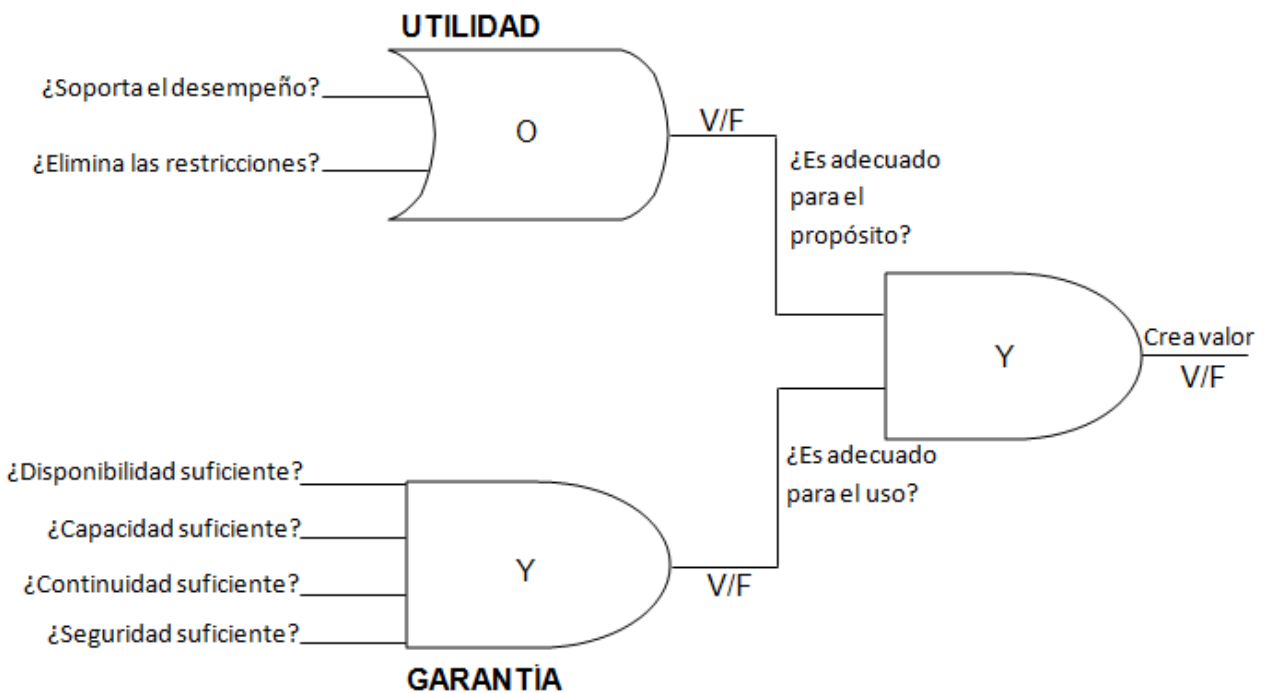 UTILIDAD
¿Soporta el desempeño?
¿Elimina las restricciones?
O
V/F
¿Es adecuado
para el
propósito?
Y
Crea valor
V/F
¿Es adecuado
para el uso?
¿Disponibilidad suficiente?
¿Capacidad suficiente?
¿Continuidad suficiente?
¿Seguridad suficiente?
Y
V/F
GARANTÍA